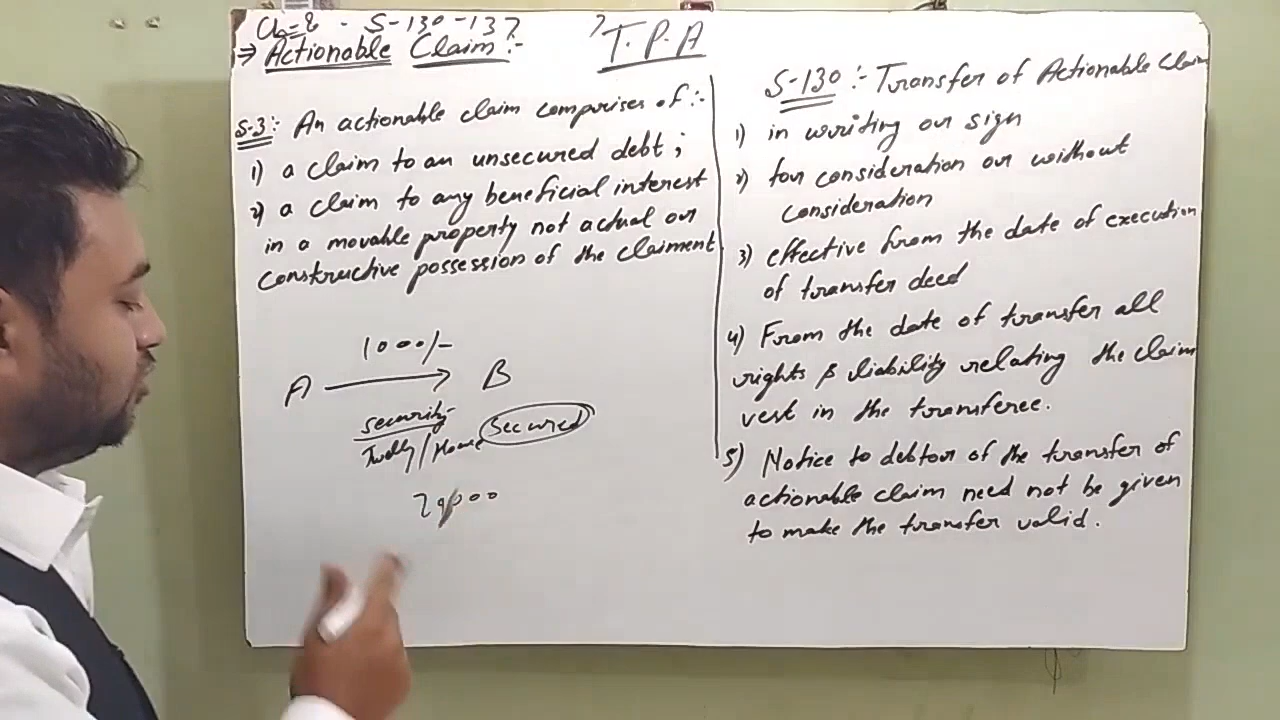 Ch=8 - S-130-137
T.P.A
⇒ Actionable Claim :-
S-3: An actionable claim comprises of :-
1) a claim to an unsecured debt ;
2) a claim to any beneficial interest
in a movable property not actual or
constructive possession of the claiment
1000/-
A → B
security
/ House
Secured
S-130 :- Transfer of Actionable Claim
1) in writing or sign
2) for consideration or without
consideration
3) effective from the date of execution
of transfer deed
4) From the date of transfer all
rights & liability relating the claim
vest in the transferee.
5) Notice to debtor of the transfer of
actionable claim need not be given
to make the transfer valid.